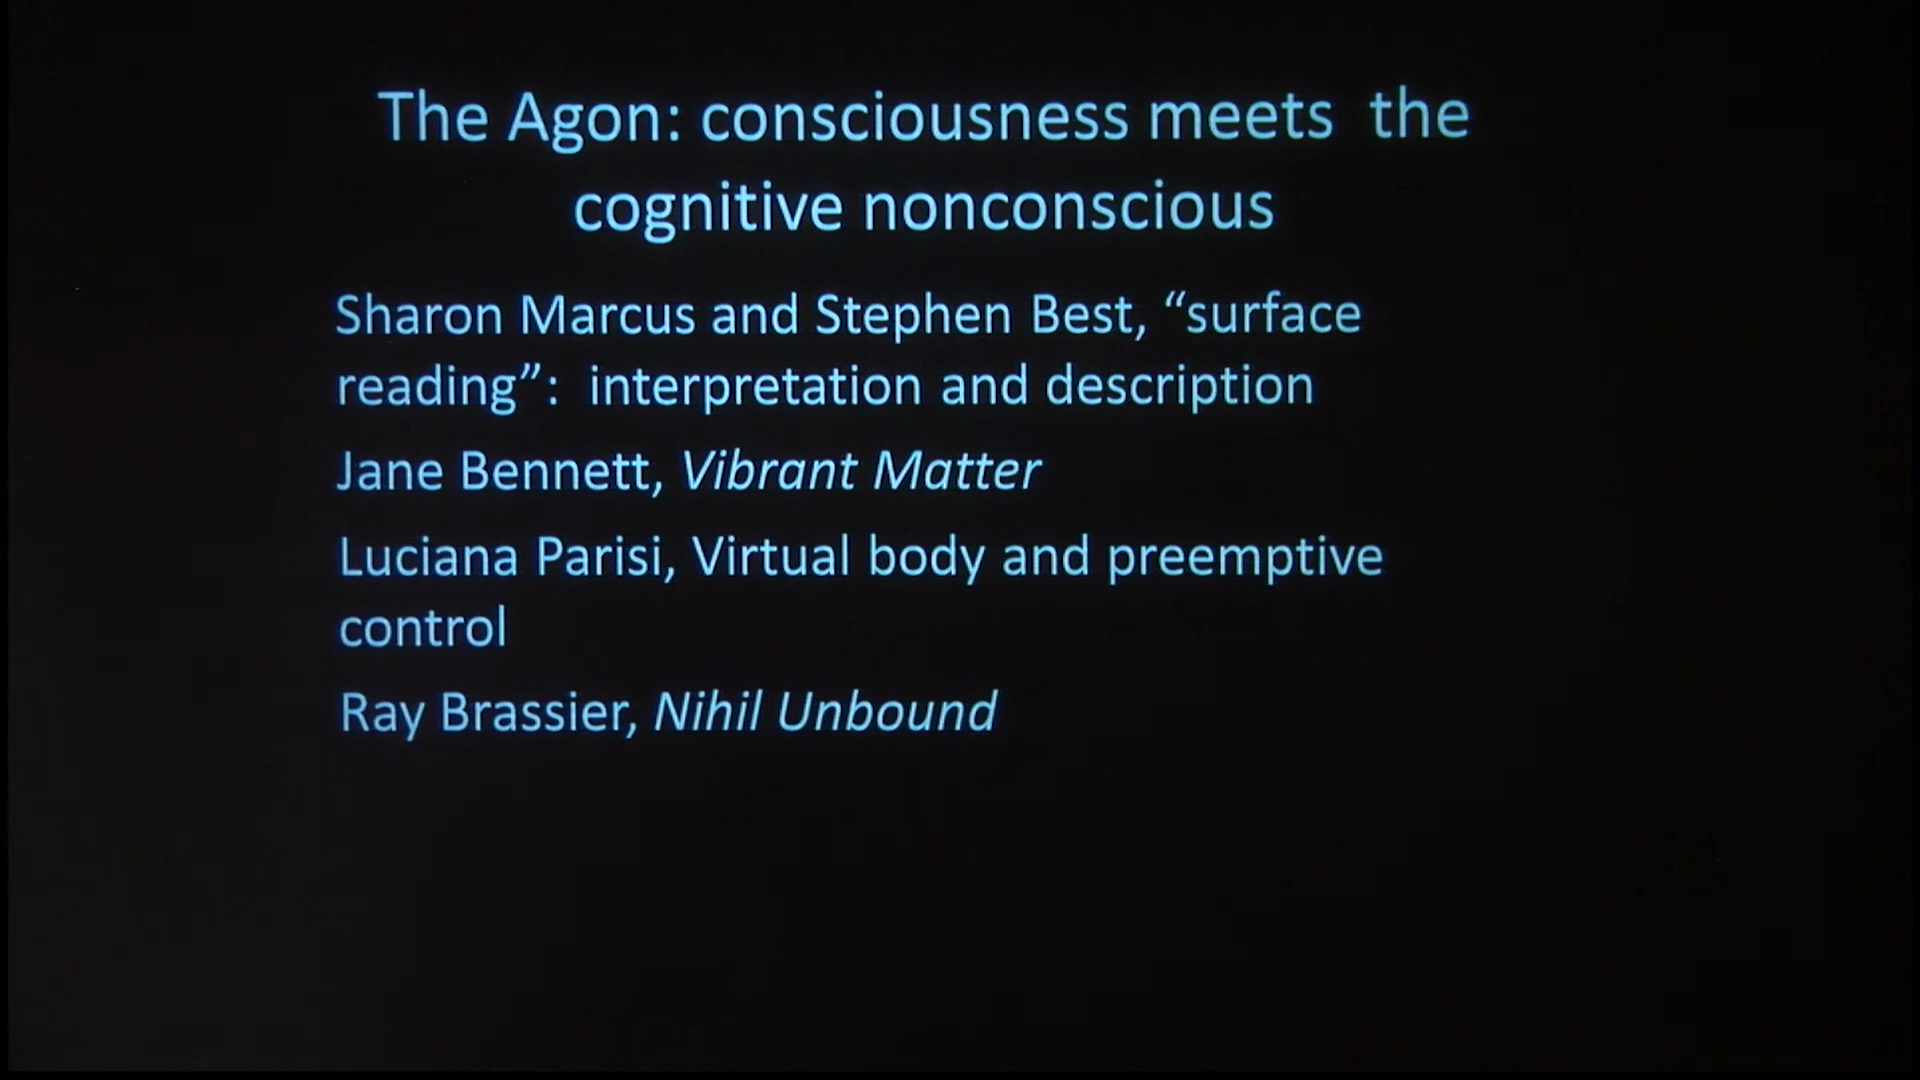 The Agon: consciousness meets  the
cognitive nonconscious
Sharon Marcus and Stephen Best, “surface
reading”:  interpretation and description
Jane Bennett, Vibrant Matter
Luciana Parisi, Virtual body and preemptive
control
Ray Brassier, Nihil Unbound